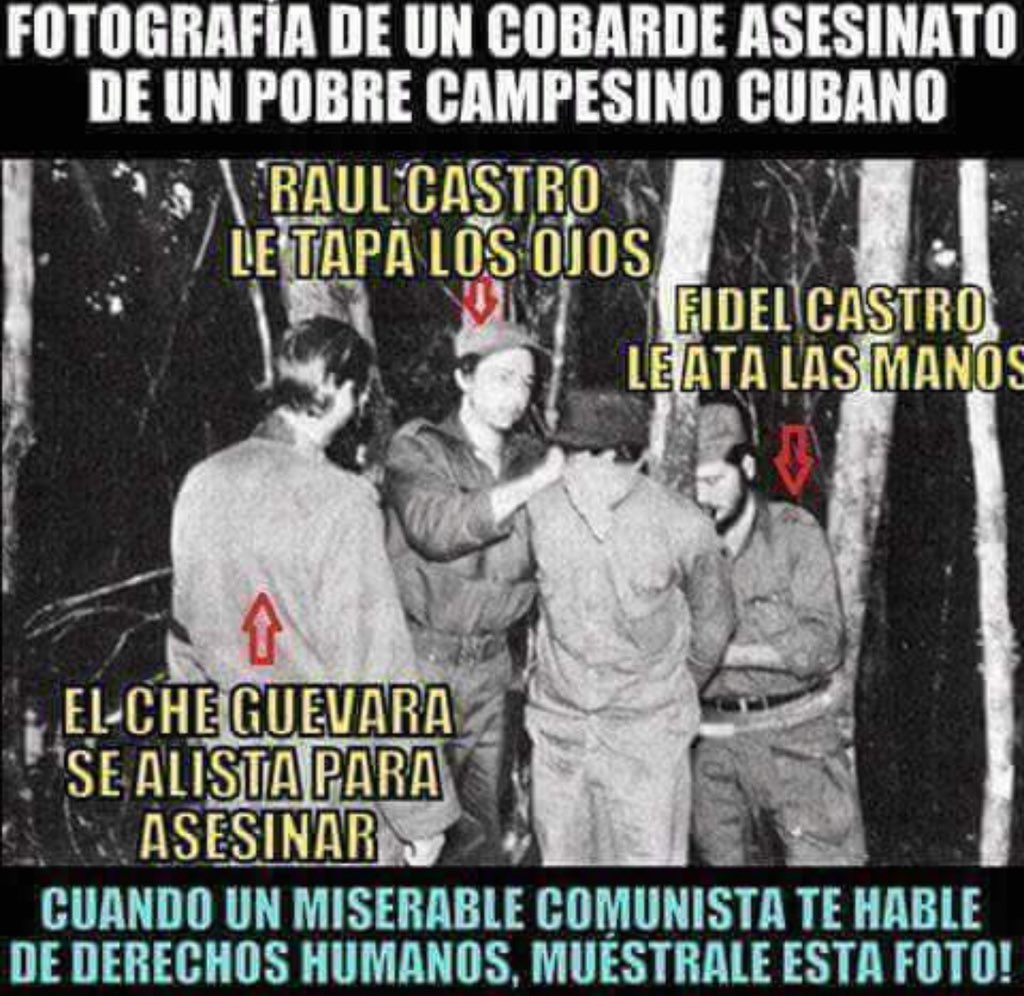 FOTOGRAFÍA DE UN COBARDE ASESINATO
DE UN POBRE CAMPESINO CUBANO
RAUL CASTRO
LE TAPA LOS OJOS
FIDEL CASTRO
LE ATA LAS MANOS
EL CHE GUEVARA
SE ALISTA PARA
ASESINAR
CUANDO UN MISERABLE COMUNISTA TE HABLE
DE DERECHOS HUMANOS, MUÉSTRALE ESTA FOTO!